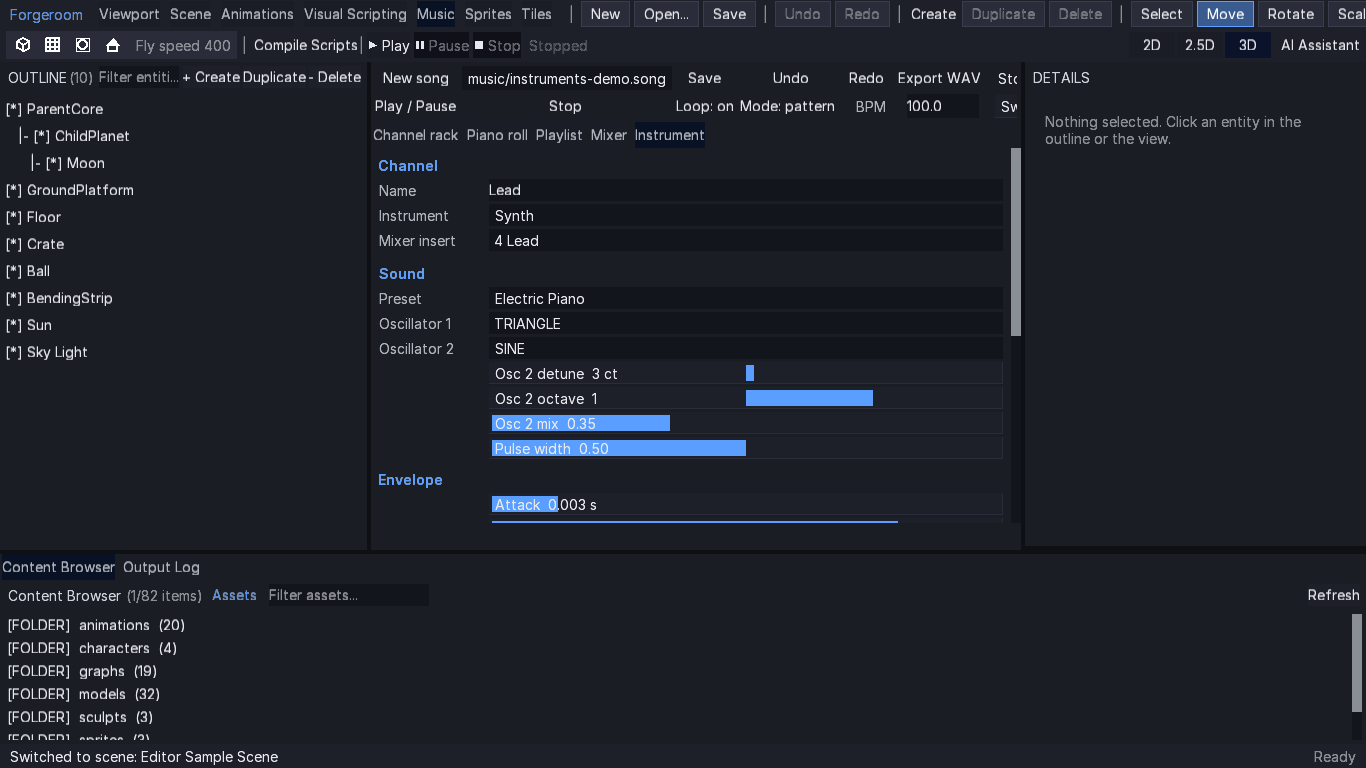 Forgeroom Viewport Scene Animations Visual Scripting Music Sprites Tiles | New Open... Save | Undo Redo | Create Duplicate Delete | Select Move Rotate Scal
Fly speed 400 | Compile Scripts | Play Pause Stop Stopped 2D 2.5D 3D AI Assistant
OUTLINE (10) Filter entiti... + Create Duplicate - Delete
[*] ParentCore
|- [*] ChildPlanet
|- [*] Moon
[*] GroundPlatform
[*] Floor
[*] Crate
[*] Ball
[*] BendingStrip
[*] Sun
[*] Sky Light
New song music/instruments-demo.song Save Undo Redo Export WAV Sto
Play / Pause Stop Loop: on Mode: pattern BPM 100.0 Sw
Channel rack Piano roll Playlist Mixer Instrument
Channel
Name Lead
Instrument Synth
Mixer insert 4 Lead
Sound
Preset Electric Piano
Oscillator 1 TRIANGLE
Oscillator 2 SINE
Osc 2 detune 3 ct
Osc 2 octave 1
Osc 2 mix 0.35
Pulse width 0.50
Envelope
Attack 0.003 s
DETAILS
Nothing selected. Click an entity in the
outline or the view.
Content Browser Output Log
Content Browser (1/82 items) Assets Filter assets... Refresh
[FOLDER] animations (20)
[FOLDER] characters (4)
[FOLDER] graphs (19)
[FOLDER] models (32)
[FOLDER] sculpts (3)
[FOLDER] sprites (3)
Switched to scene: Editor Sample Scene Ready